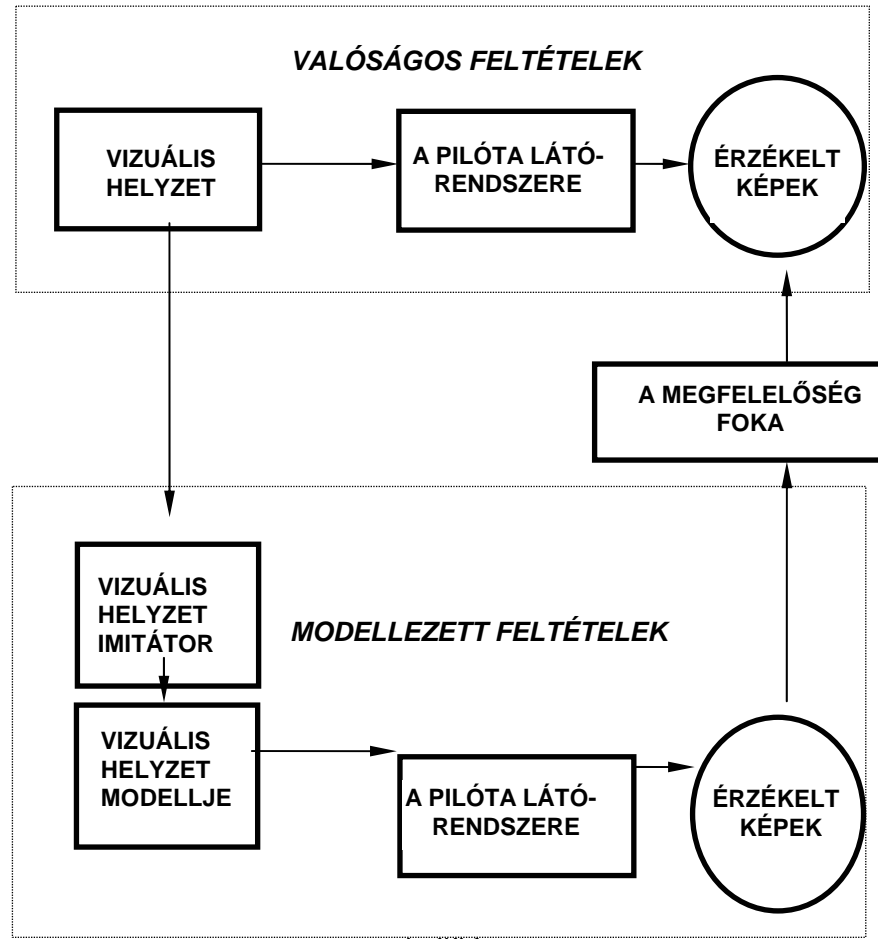 VALÓSÁGOS FELTÉTELEK
VIZUÁLIS
HELYZET
A PILÓTA LÁTÓ-
RENDSZERE
ÉRZÉKELT
KÉPEK
A MEGFELELŐSÉG
FOKA
VIZUÁLIS
HELYZET
IMITÁTOR
MODELLEZETT FELTÉTELEK
VIZUÁLIS
HELYZET
MODELLJE
A PILÓTA LÁTÓ-
RENDSZERE
ÉRZÉKELT
KÉPEK